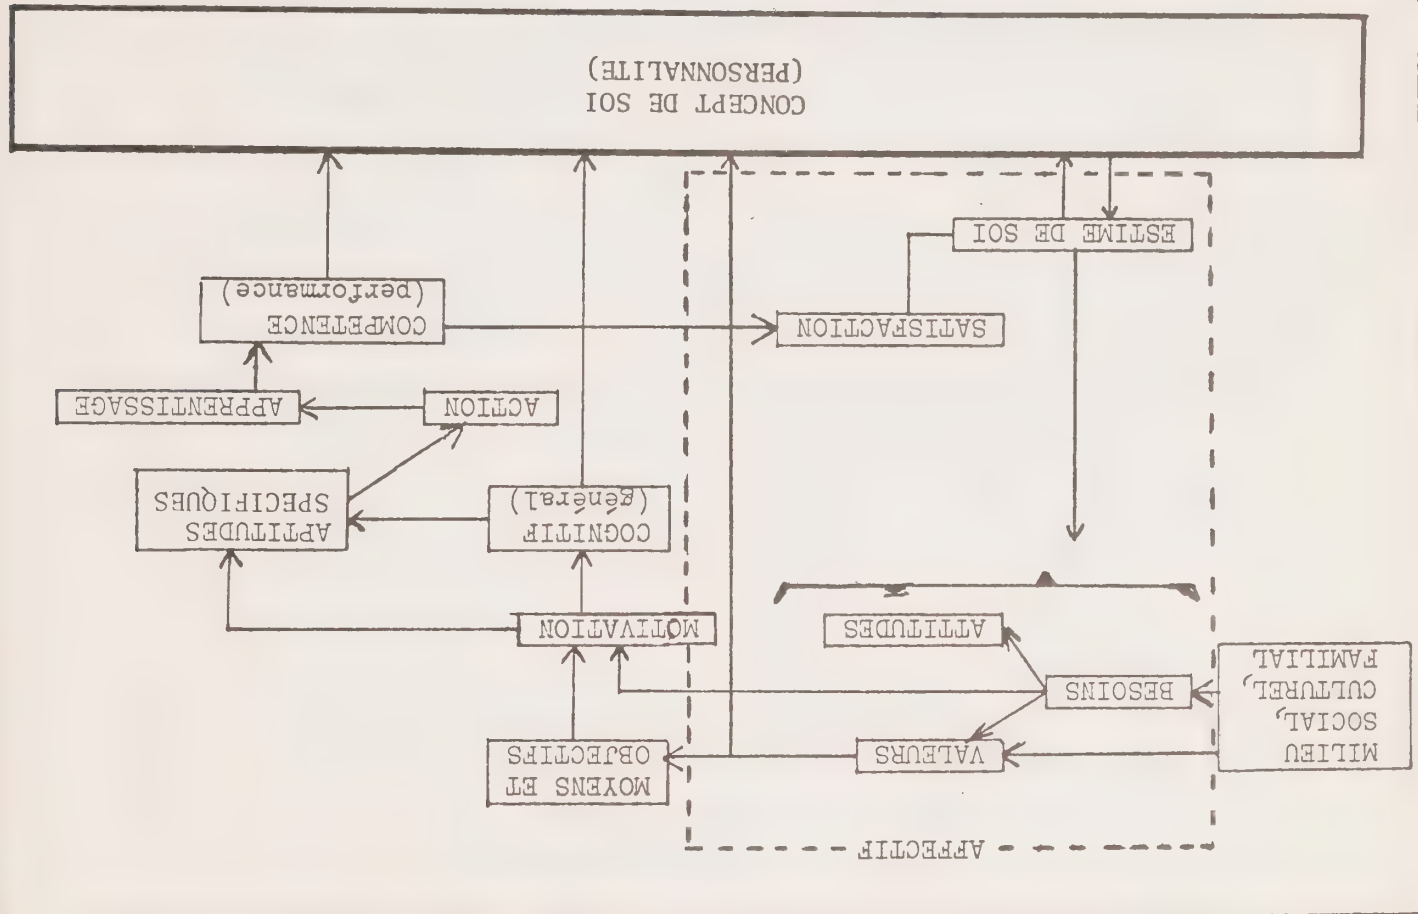 AFFECTIF
MILIEU
SOCIAL,
CULTUREL,
FAMILIAL
VALEURS
MOYENS ET
OBJECTIFS
BESOINS
ATTITUDES
MOTIVATION
COGNITIF
(général)
APTITUDES
SPECIFIQUES
ACTION
APPRENTISSAGE
SATISFACTION
COMPETENCE
(performance)
ESTIME DE SOI
CONCEPT DE SOI
(PERSONNALITE)